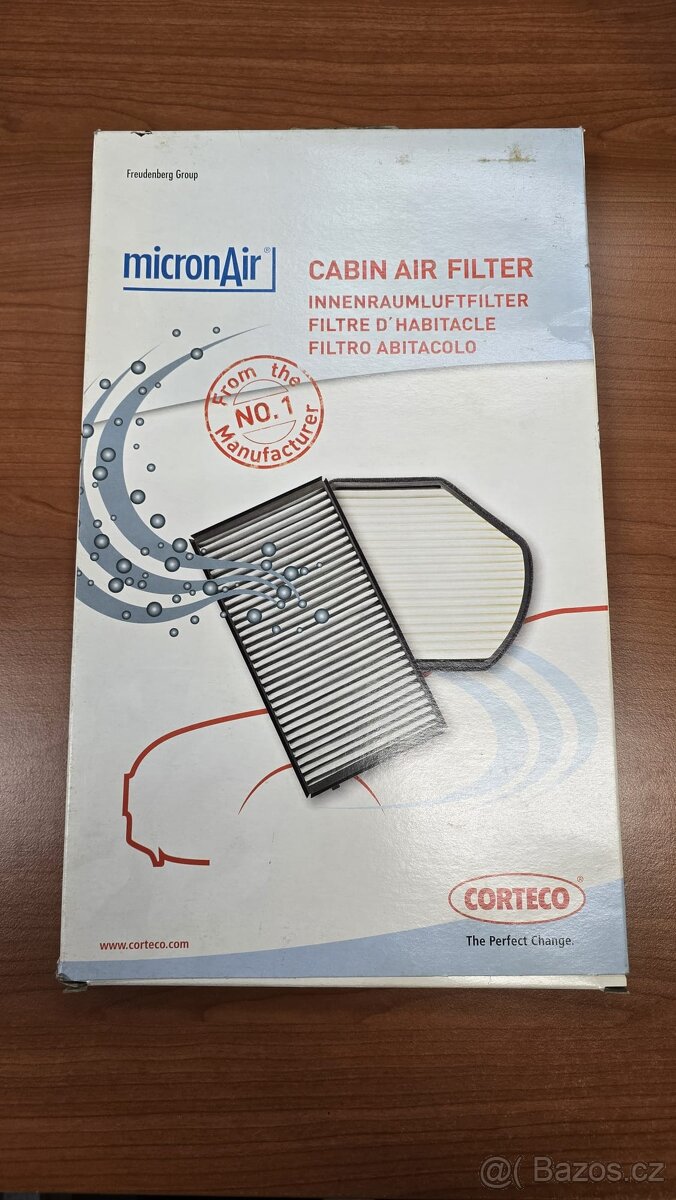 Freudenberg Group
micronAir®
CABIN AIR FILTER
INNENRAUMLUFTFILTER
FILTRE D'HABITACLE
FILTRO ABITACOLO
From the
NO.1
Manufacturer
CORTECO®
The Perfect Change.
www.corteco.com
@( Bazos.cz